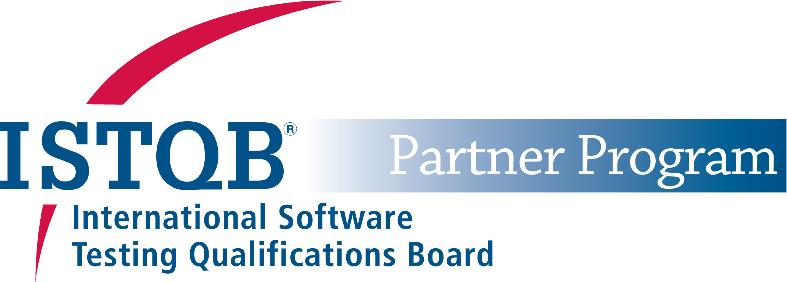 ISTQB® Partner Program
International Software
Testing Qualifications Board